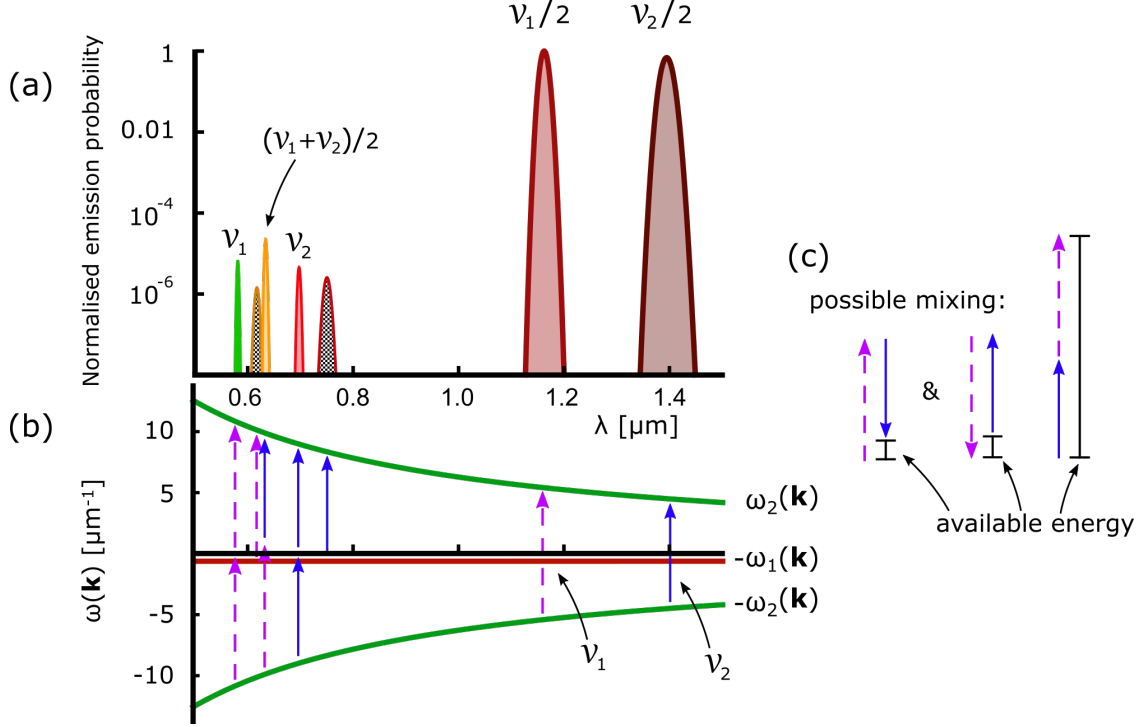 𝜈₁/2
𝜈₂/2
(a)
Normalised emission probability
1
0.01
10⁻⁴
10⁻⁶
(𝜈₁+𝜈₂)/2
𝜈₁
𝜈₂
0.6
0.8
1.0
1.2
1.4
λ [μm]
(b)
ω(k) [μm⁻¹]
10
5
-5
-10
ω₂(k)
-ω₁(k)
-ω₂(k)
𝜈₁
𝜈₂
(c)
possible mixing:
&
available energy